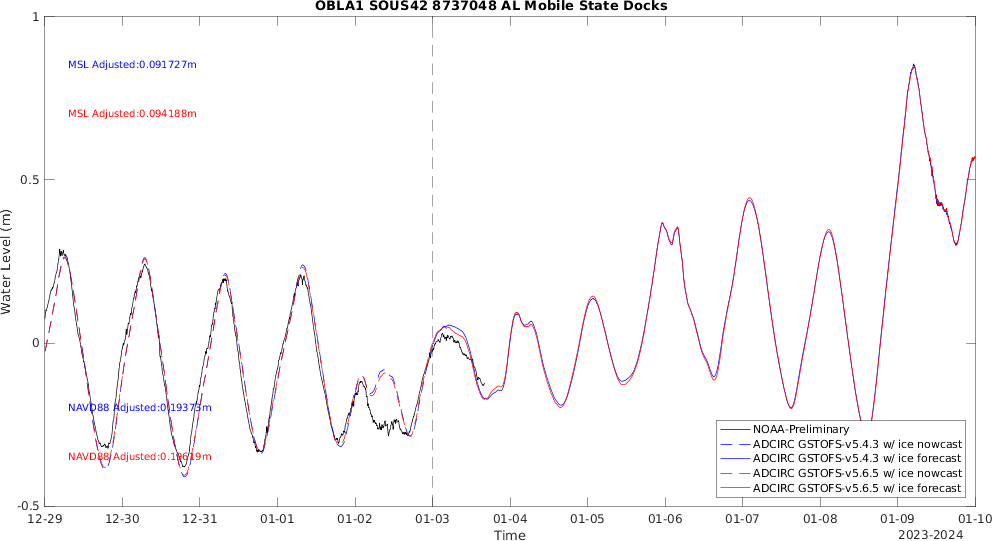 OBLA1 SOUS42 8737048 AL Mobile State Docks
1
0.5
0
-0.5
Water Level (m)
MSL Adjusted:0.091727m
MSL Adjusted:0.094188m
NAVD88 Adjusted:0.19373m
NAVD88 Adjusted:0.19619m
NOAA-Preliminary
ADCIRC GSTOFS-v5.4.3 w/ ice nowcast
ADCIRC GSTOFS-v5.4.3 w/ ice forecast
ADCIRC GSTOFS-v5.6.5 w/ ice nowcast
ADCIRC GSTOFS-v5.6.5 w/ ice forecast
12-29 12-30 12-31 01-01 01-02 01-03 01-04 01-05 01-06 01-07 01-08 01-09 01-10
Time
2023-2024